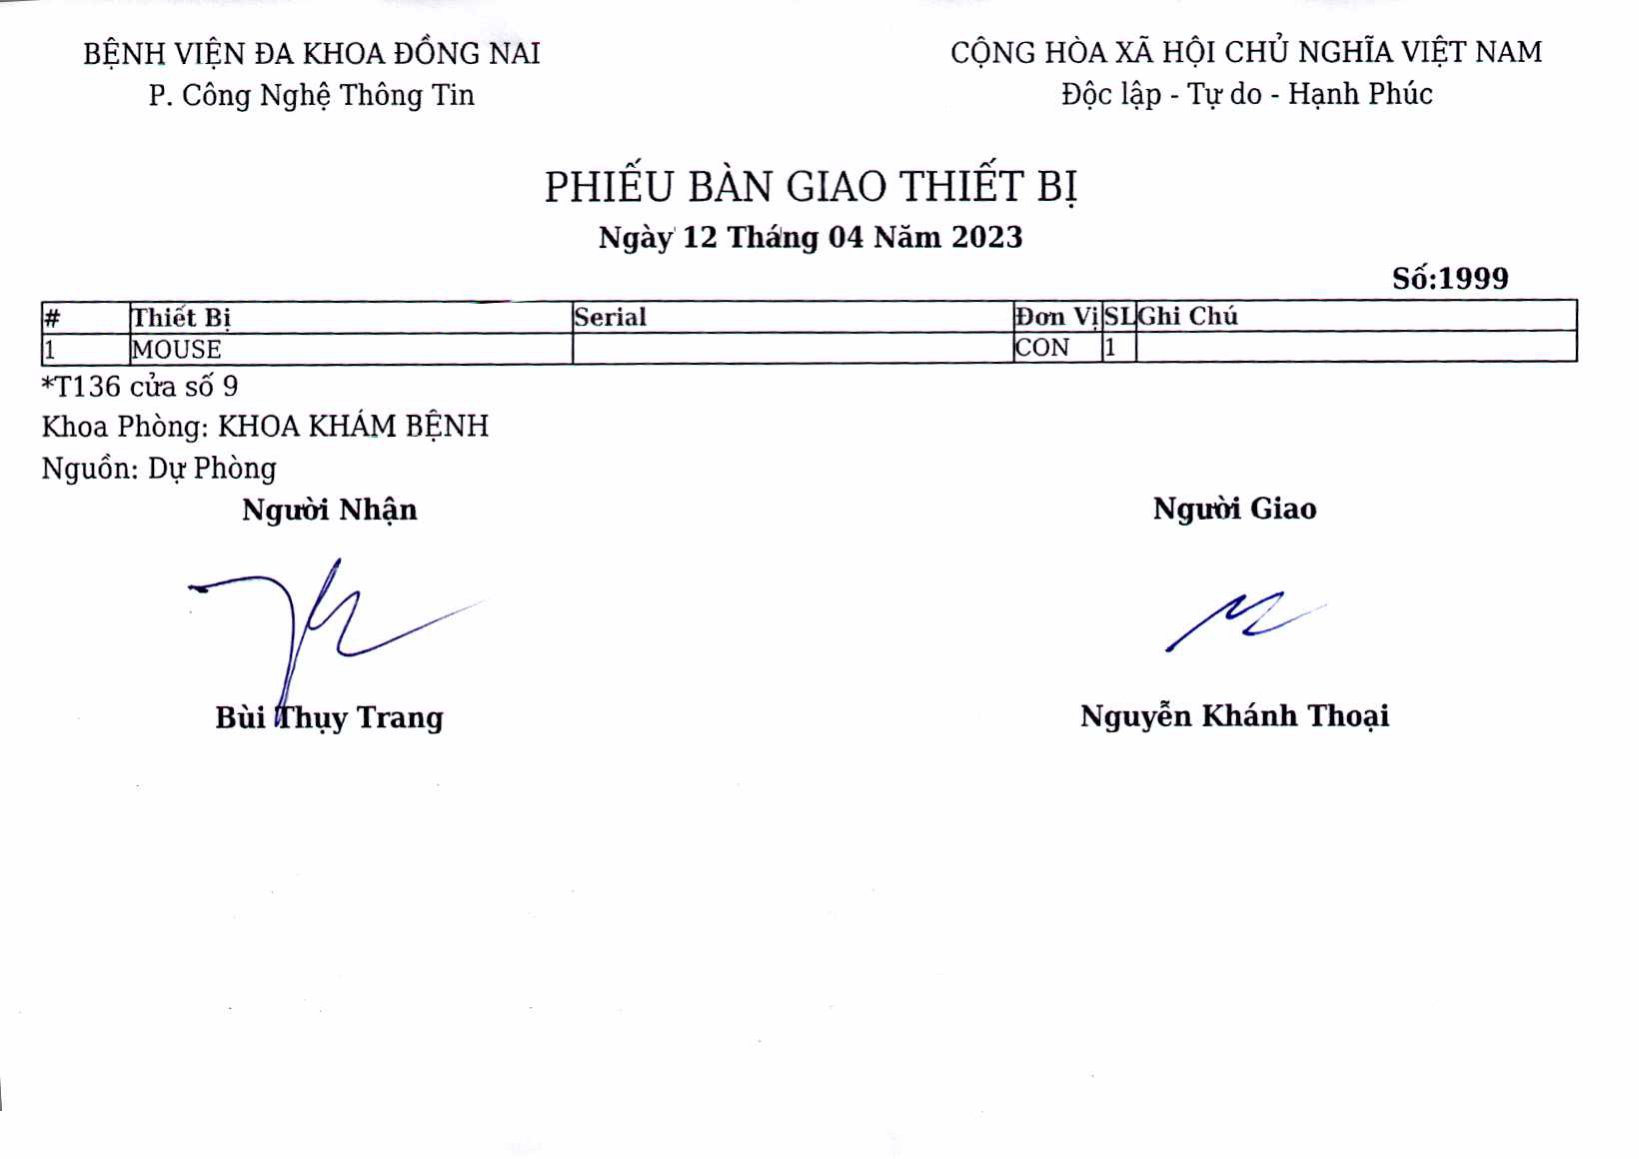 BỆNH VIỆN ĐA KHOA ĐỒNG NAI
P. Công Nghệ Thông Tin
CỘNG HÒA XÃ HỘI CHỦ NGHĨA VIỆT NAM
Độc lập - Tự do - Hạnh Phúc
PHIẾU BÀN GIAO THIẾT BỊ
Ngày 12 Tháng 04 Năm 2023
Số:1999
# Thiết Bị Serial Đơn Vị SL Ghi Chú
1 MOUSE CON 1
*T136 cửa số 9
Khoa Phòng: KHOA KHÁM BỆNH
Nguồn: Dự Phòng
Người Nhận Người Giao
Bùi Thụy Trang Nguyễn Khánh Thoại